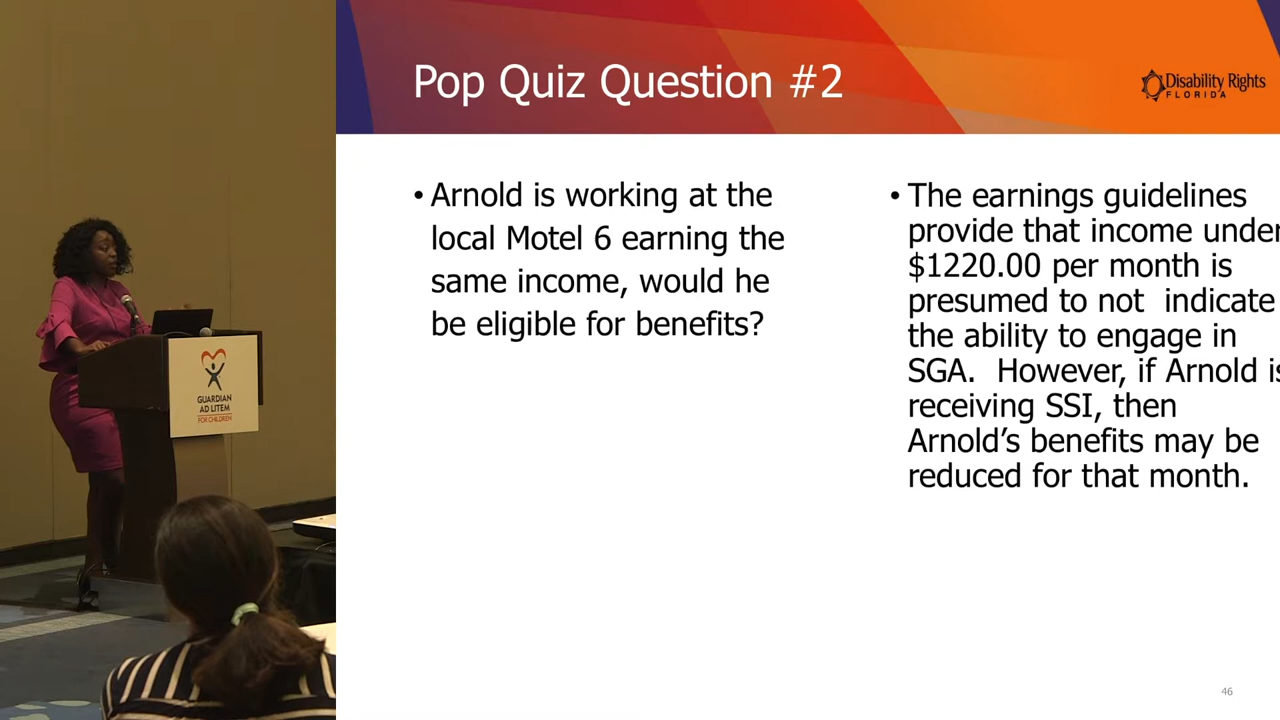 Pop Quiz Question #2
Disability Rights
FLORIDA
• Arnold is working at the
local Motel 6 earning the
same income, would he
be eligible for benefits?
• The earnings guidelines
provide that income under
$1220.00 per month is
presumed to not  indicate
the ability to engage in
SGA.  However, if Arnold is
receiving SSI, then
Arnold's benefits may be
reduced for that month.
GUARDIAN
AD LITEM
FOR CHILDREN
46